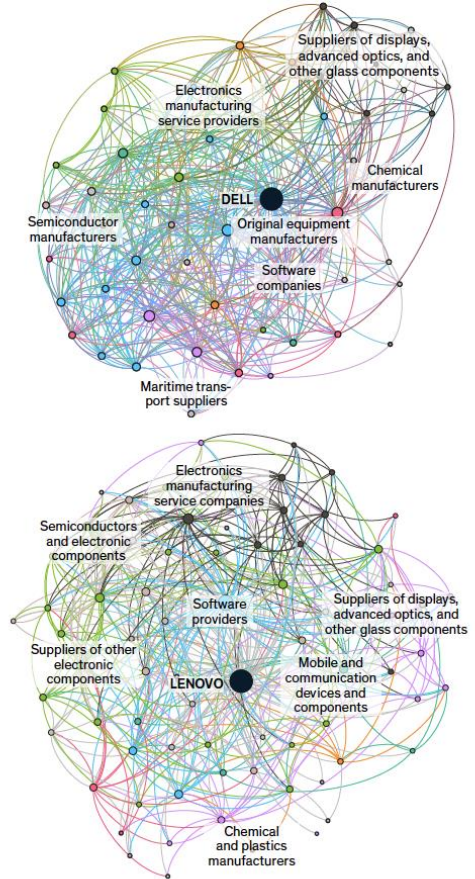 Suppliers of displays,
advanced optics, and
other glass components
Electronics
manufacturing
service providers
Chemical
manufacturers
DELL
Semiconductor
manufacturers
Original equipment
manufacturers
Software
companies
Maritime trans-
port suppliers
Electronics
manufacturing
service companies
Semiconductors
and electronic
components
Software
providers
Suppliers of displays,
advanced optics, and
other glass components
Suppliers of other
electronic
components
LENOVO
Mobile and
communication
devices and
components
Chemical
and plastics
manufacturers